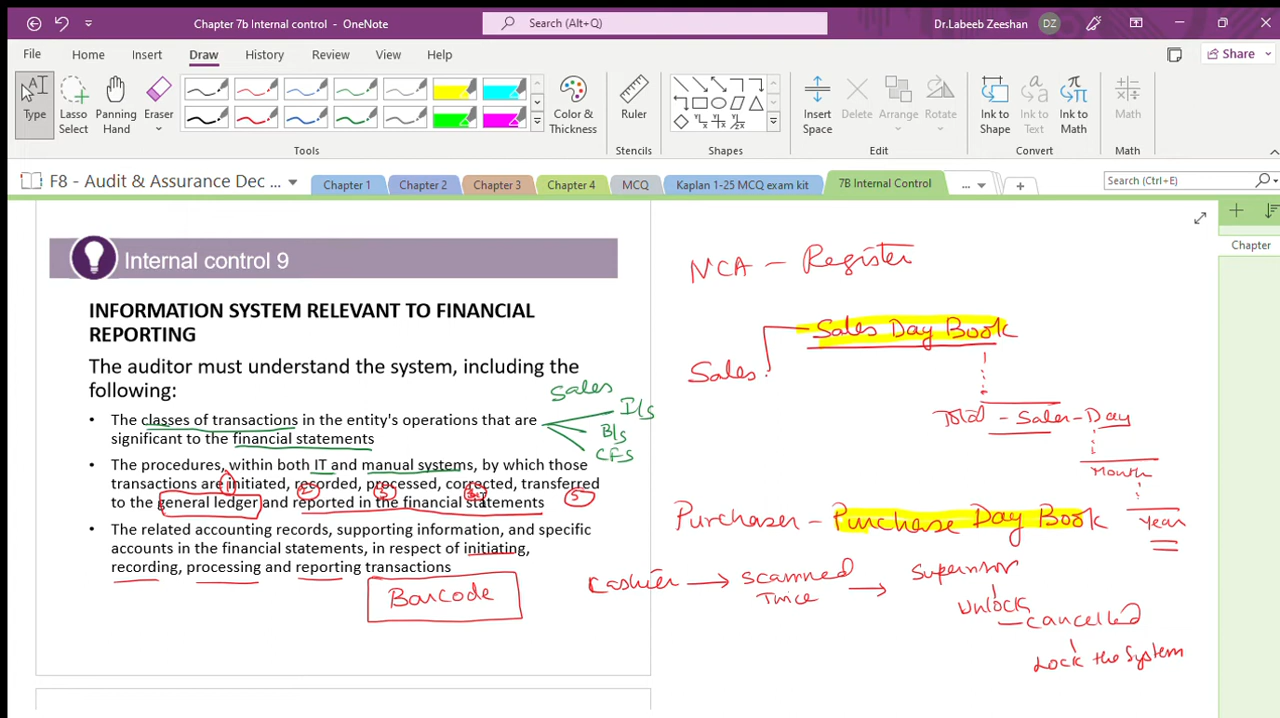 Chapter 7b Internal control - OneNote
Search (Alt+Q)
Dr.Labeeb Zeeshan
DZ
File
Home
Insert
Draw
History
Review
View
Help
Share
Type
Lasso Select
Panning Hand
Eraser
Color & Thickness
Ruler
Insert Space
Delete
Arrange
Rotate
Ink to Shape
Ink to Text
Ink to Math
Math
Tools
Stencils
Shapes
Edit
Convert
Math
F8 - Audit & Assurance Dec ...
Chapter 1
Chapter 2
Chapter 3
Chapter 4
MCQ
Kaplan 1-25 MCQ exam kit
7B Internal Control
...
Search (Ctrl+E)
Chapter
Internal control 9
INFORMATION SYSTEM RELEVANT TO FINANCIAL
REPORTING
The auditor must understand the system, including the
following:
• The classes of transactions in the entity's operations that are
significant to the financial statements
• The procedures, within both IT and manual systems, by which those
transactions are initiated, recorded, processed, corrected, transferred
to the general ledger and reported in the financial statements
• The related accounting records, supporting information, and specific
accounts in the financial statements, in respect of initiating,
recording, processing and reporting transactions
Sales
I/s
B/s
CFS
1
2
3
5
Barcode
NCA - Register
Sales Day Book
Sales
Total - Sales - Day
Month
Year
Purchaser - Purchase Day Book
Cashier → Scanned
Twice → Supervisor
Unlock
Cancelled
Lock the System